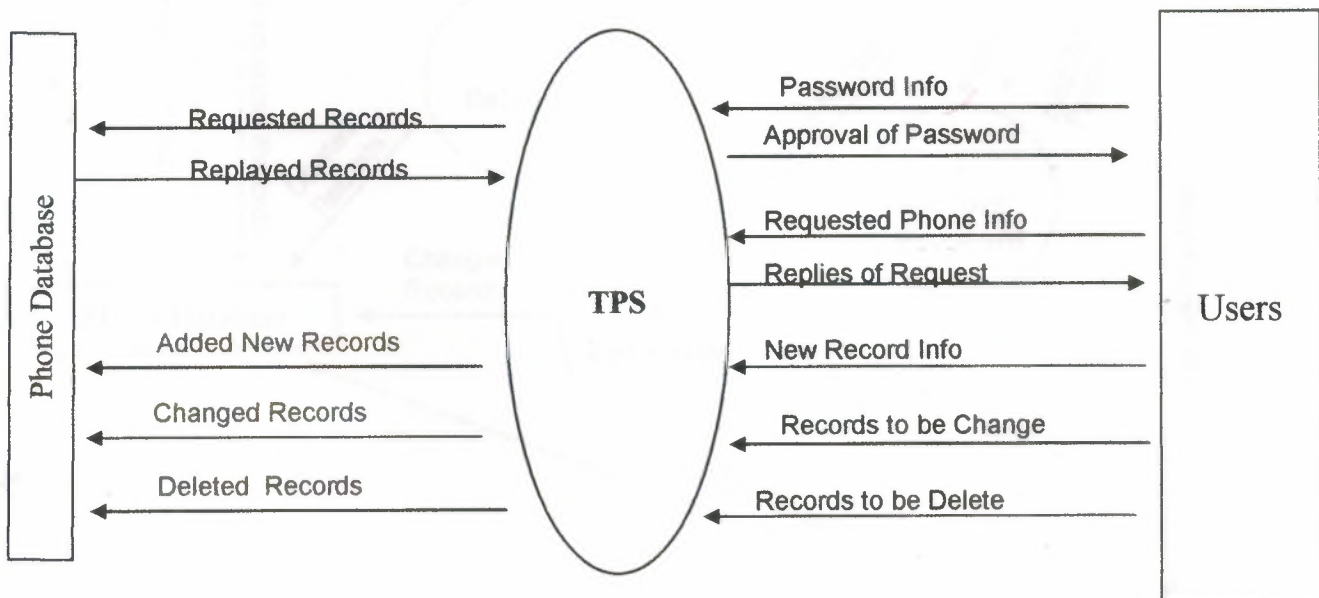 Phone Database
Requested Records
Replayed Records
Added New Records
Changed Records
Deleted Records
TPS
Password Info
Approval of Password
Requested Phone Info
Replies of Request
New Record Info
Records to be Change
Records to be Delete
Users